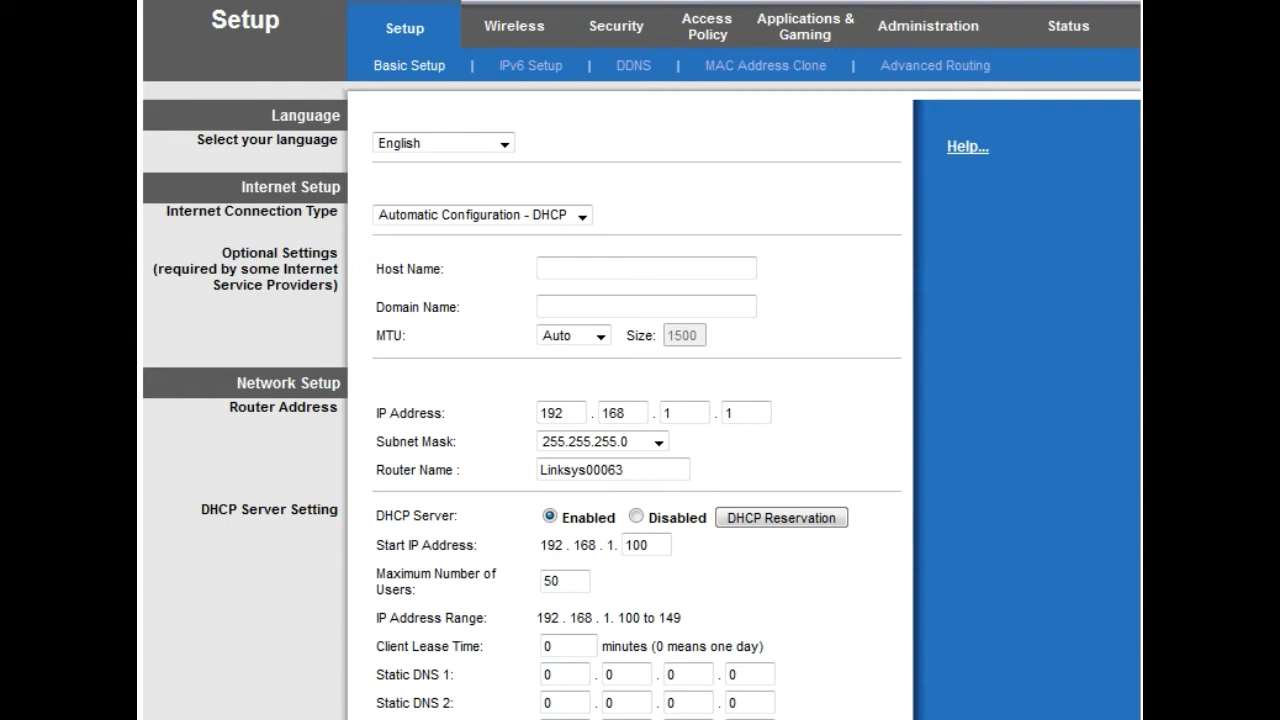 Setup
Setup
Wireless
Security
Access
Policy
Applications &
Gaming
Administration
Status
Basic Setup | IPv6 Setup | DDNS | MAC Address Clone | Advanced Routing
Language
Select your language
English
Help...
Internet Setup
Internet Connection Type
Automatic Configuration - DHCP
Optional Settings
(required by some Internet
Service Providers)
Host Name:
Domain Name:
MTU: Auto Size: 1500
Network Setup
Router Address
IP Address: 192 . 168 . 1 . 1
Subnet Mask: 255.255.255.0
Router Name : Linksys00063
DHCP Server Setting
DHCP Server: Enabled Disabled DHCP Reservation
Start IP Address: 192 . 168 . 1. 100
Maximum Number of
Users:
50
IP Address Range: 192 . 168 . 1. 100 to 149
Client Lease Time: 0 minutes (0 means one day)
Static DNS 1: 0 . 0 . 0 . 0
Static DNS 2: 0 . 0 . 0 . 0